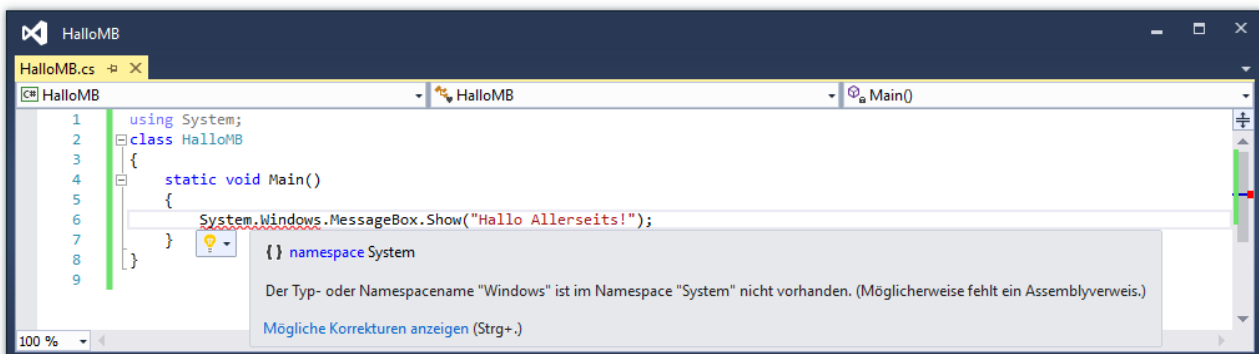 HalloMB
HalloMB.cs
C# HalloMB HalloMB Main()
1 using System;
2 class HalloMB
3 {
4 static void Main()
5 {
6 System.Windows.MessageBox.Show("Hallo Allerseits!");
7 }
8 }
9
{} namespace System
Der Typ- oder Namespacename "Windows" ist im Namespace "System" nicht vorhanden. (Möglicherweise fehlt ein Assemblyverweis.)
Mögliche Korrekturen anzeigen (Strg+.)
100 %